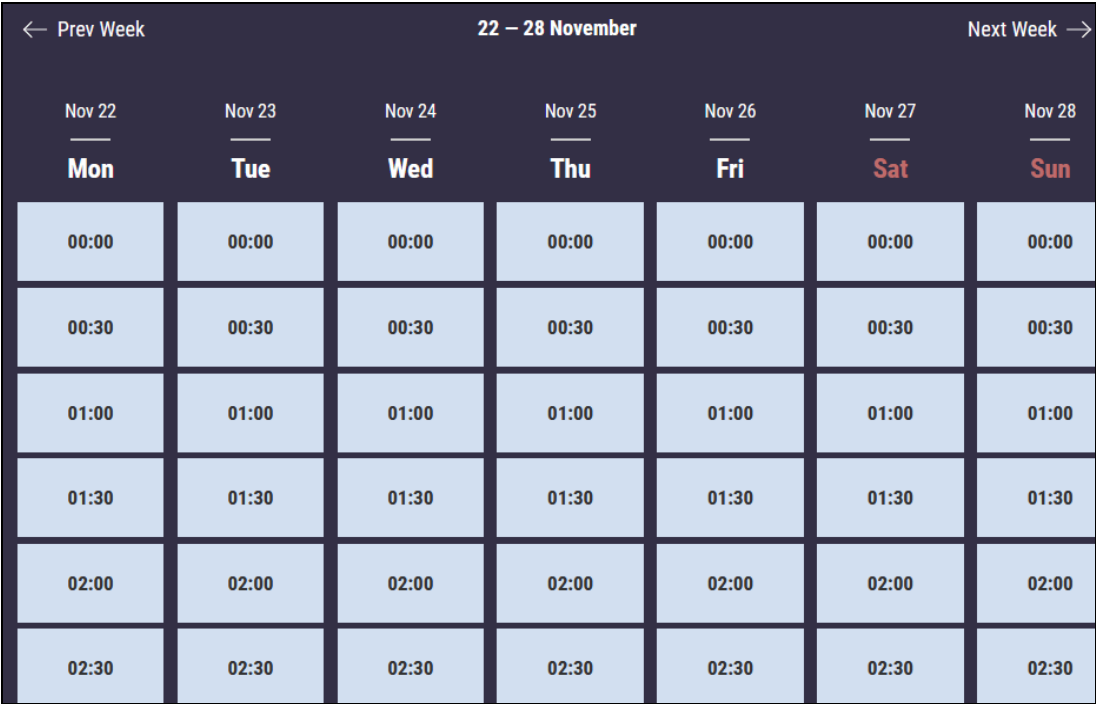 ← Prev Week 22 – 28 November Next Week →
Nov 22 Nov 23 Nov 24 Nov 25 Nov 26 Nov 27 Nov 28
Mon Tue Wed Thu Fri Sat Sun
00:00 00:00 00:00 00:00 00:00 00:00 00:00
00:30 00:30 00:30 00:30 00:30 00:30 00:30
01:00 01:00 01:00 01:00 01:00 01:00 01:00
01:30 01:30 01:30 01:30 01:30 01:30 01:30
02:00 02:00 02:00 02:00 02:00 02:00 02:00
02:30 02:30 02:30 02:30 02:30 02:30 02:30